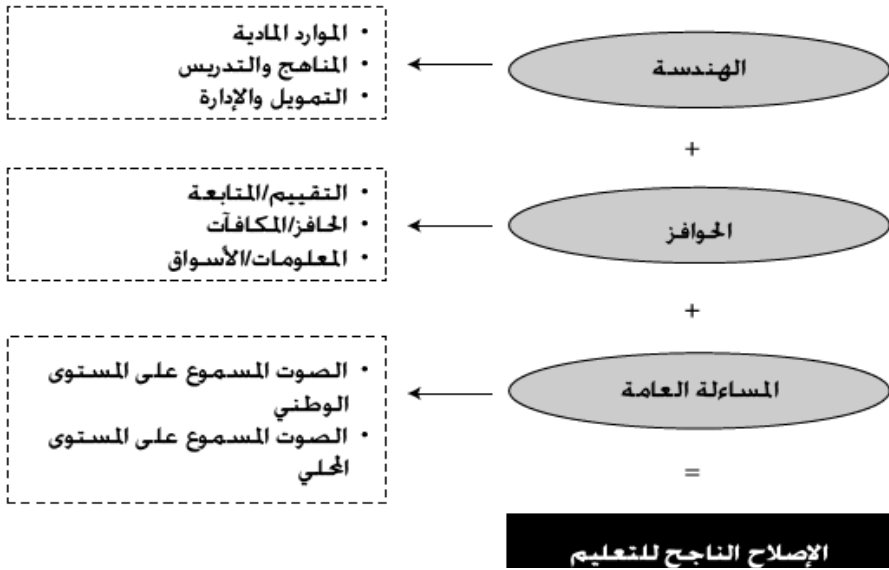 الهندسة
• الموارد المادية
• المناهج والتدريس
• التمويل والإدارة
+
الحوافز
• التقييم/المتابعة
• الحافز/المكافآت
• المعلومات/الأسواق
+
المساءلة العامة
• الصوت المسموع على المستوى
الوطني
• الصوت المسموع على المستوى
المحلي
=
الإصلاح الناجح للتعليم